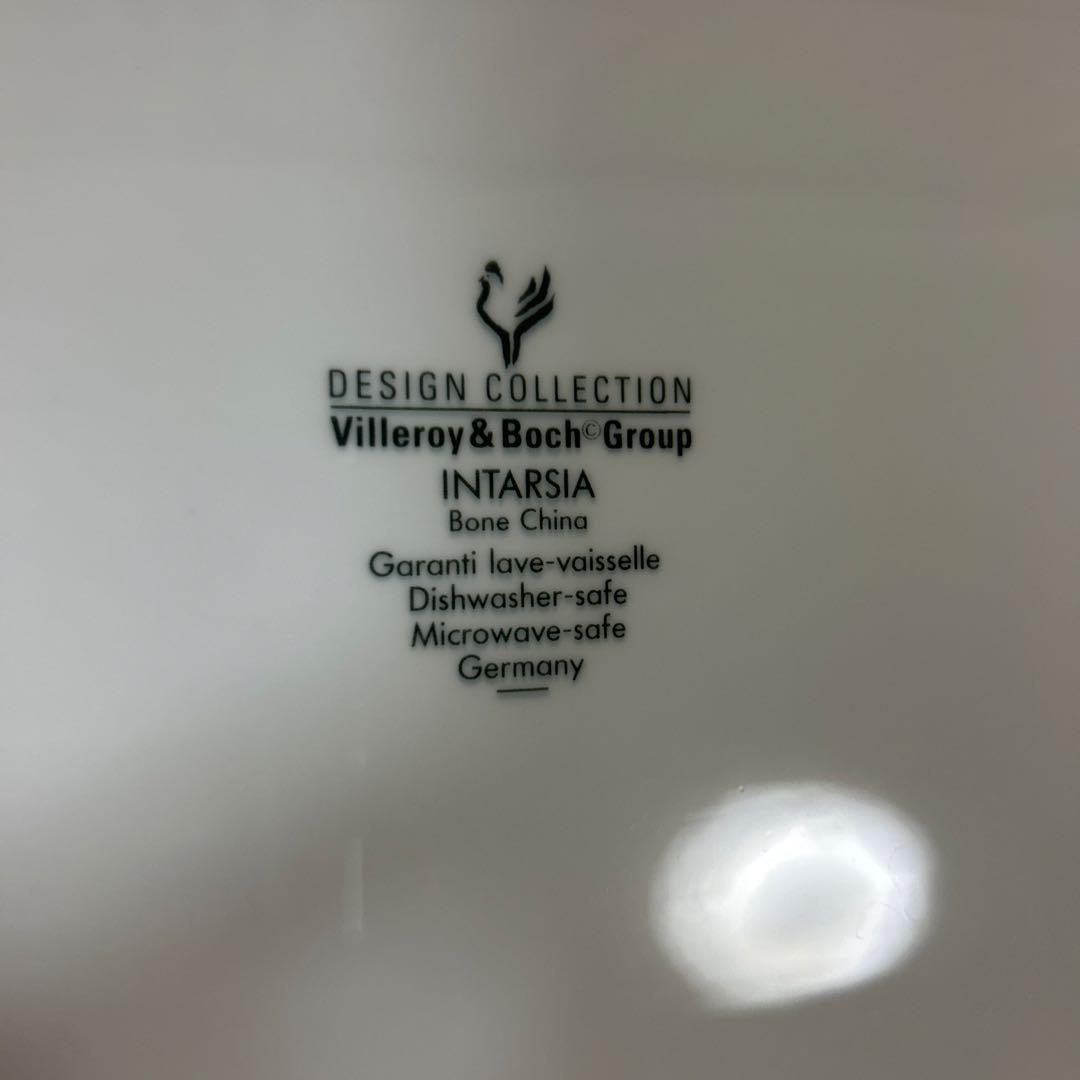 DESIGN COLLECTION
Villeroy & Boch © Group
INTARSIA
Bone China
Garanti lave-vaisselle
Dishwasher-safe
Microwave-safe
Germany